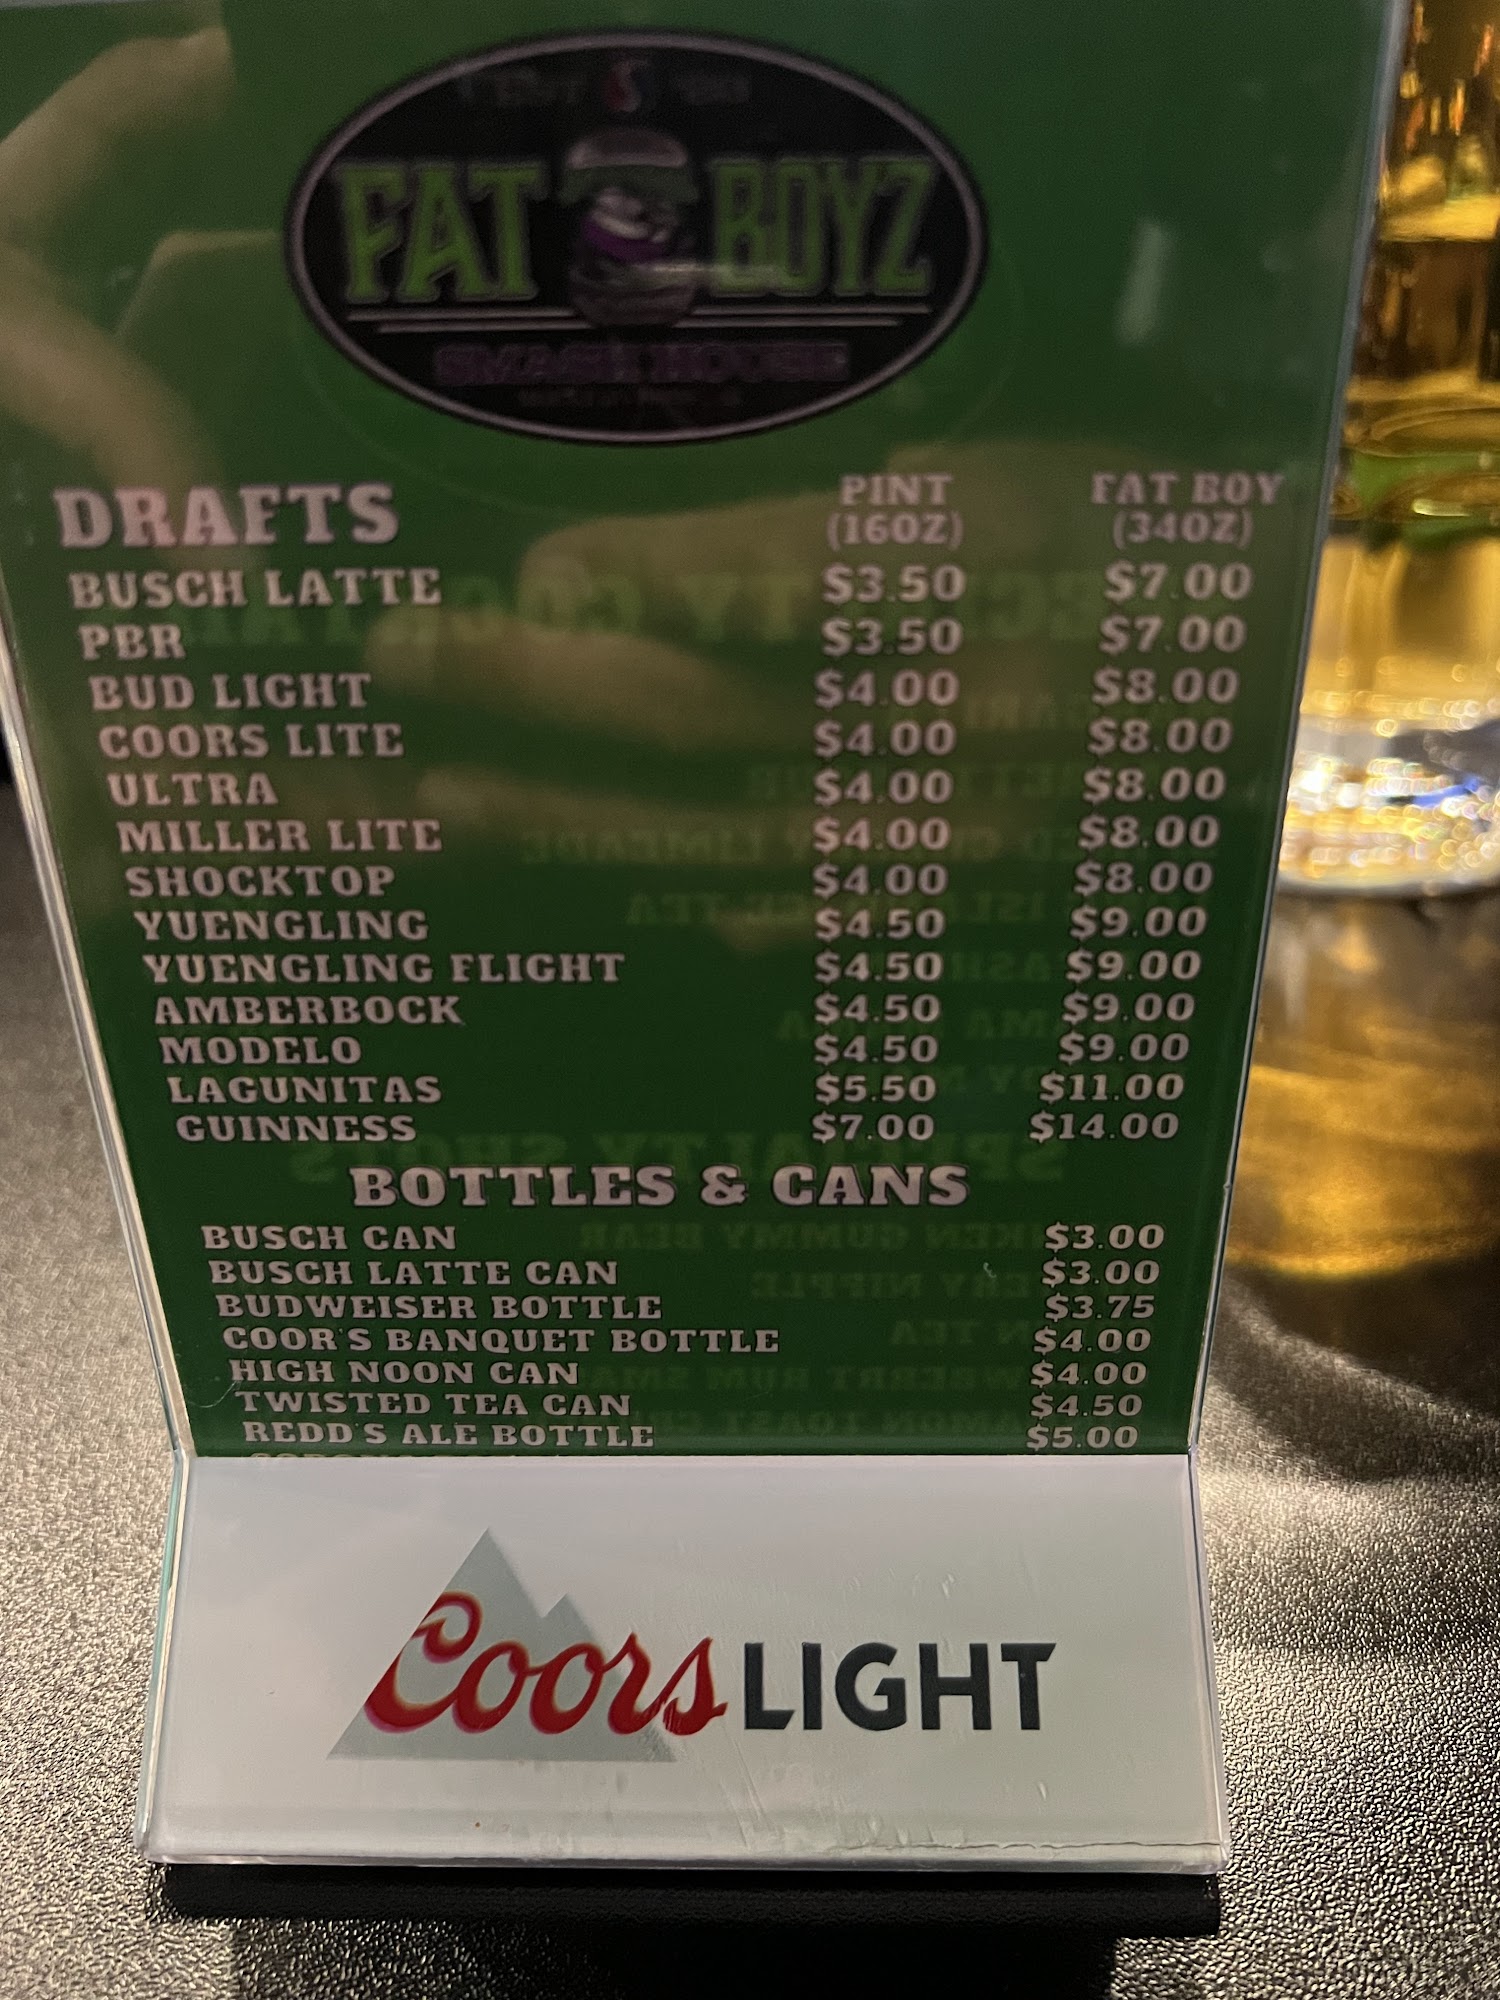 FAT BOYZ
SMASH HOUSE
DRAFTS PINT FAT BOY
(16OZ) (34OZ)
BUSCH LATTE $3.50 $7.00
PBR $3.50 $7.00
BUD LIGHT $4.00 $8.00
COORS LITE $4.00 $8.00
ULTRA $4.00 $8.00
MILLER LITE $4.00 $8.00
SHOCKTOP $4.00 $8.00
YUENGLING $4.50 $9.00
YUENGLING FLIGHT $4.50 $9.00
AMBERBOCK $4.50 $9.00
MODELO $4.50 $9.00
LAGUNITAS $5.50 $11.00
GUINNESS $7.00 $14.00
BOTTLES & CANS
BUSCH CAN $3.00
BUSCH LATTE CAN $3.00
BUDWEISER BOTTLE $3.75
COOR'S BANQUET BOTTLE $4.00
HIGH NOON CAN $4.00
TWISTED TEA CAN $4.50
REDD'S ALE BOTTLE $5.00
Coors LIGHT